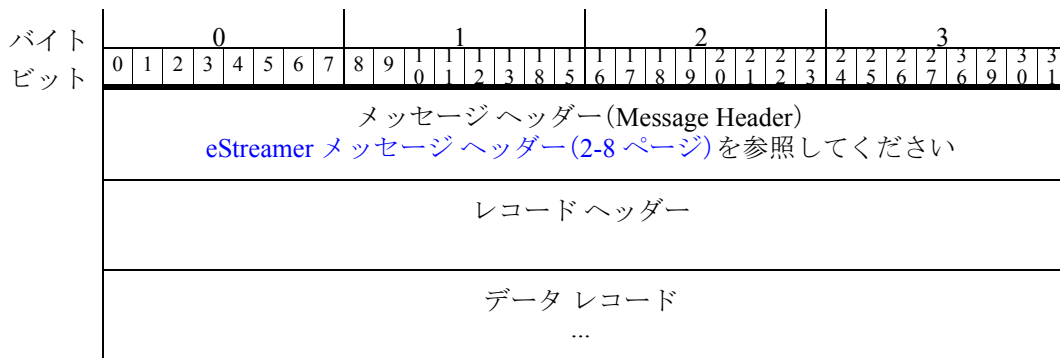 バイト 0 1 2 3
ビット 0 1 2 3 4 5 6 7 8 9 10 11 12 13 18 15 16 17 18 19 20 21 22 23 24 25 26 27 36 29 30 31
メッセージ ヘッダー(Message Header)
eStreamer メッセージ ヘッダー(2-8 ページ)を参照してください
レコード ヘッダー
データ レコード
...